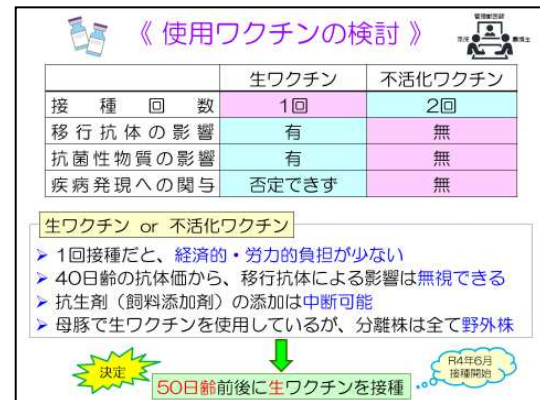 《 使用ワクチンの検討 》
管理獣医師
生ワクチン 不活化ワクチン
接種回数 1回 2回
移行抗体の影響 有 無
抗菌性物質の影響 有 無
疾病発現への関与 否定できず 無
生ワクチン or 不活化ワクチン
➢ 1回接種だと、経済的・労力的負担が少ない
➢ 40日齢の抗体価から、移行抗体による影響は無視できる
➢ 抗生剤（飼料添加剤）の添加は中断可能
➢ 母豚で生ワクチンを使用しているが、分離株は全て野外株
決定
50日齢前後に生ワクチンを接種
R4年6月
接種開始